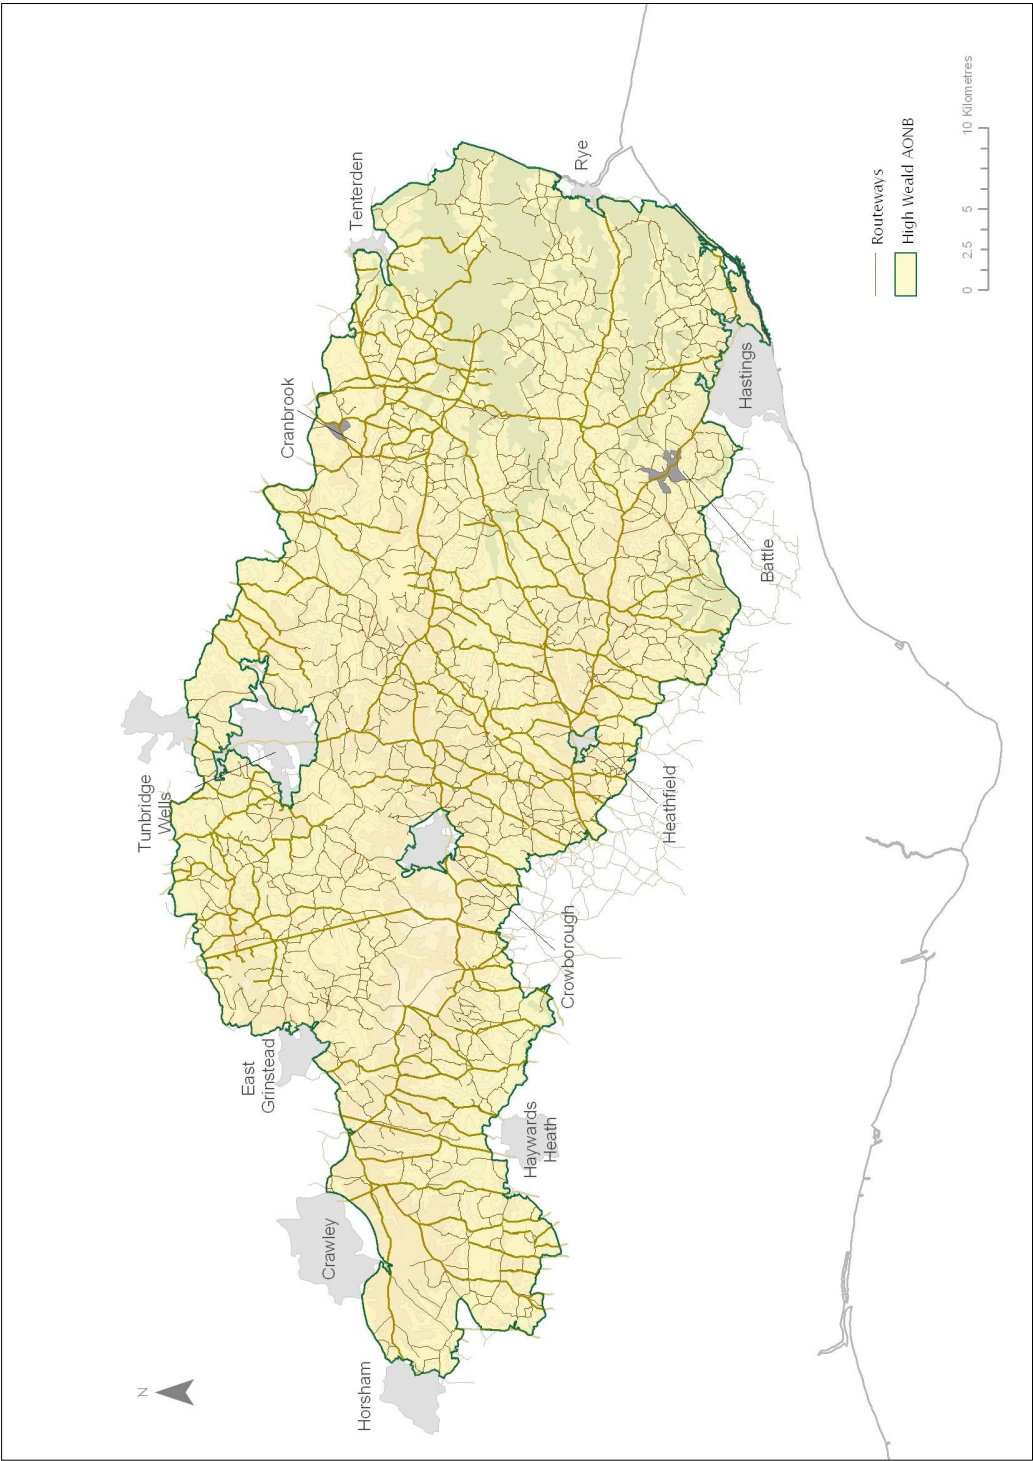 N
Horsham
Crawley
East
Grinstead
Haywards
Heath
Tunbridge
Wells
Crowborough
Heathfield
Cranbrook
Battle
Tenterden
Hastings
Rye
Routeways
High Weald AONB
0 2.5 5 10 Kilometres